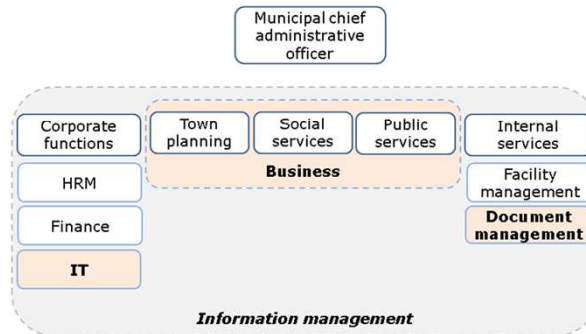 Municipal chief
administrative
officer
Corporate
functions
Town
planning
Social
services
Public
services
Internal
services
Business
HRM
Facility
management
Finance
Document
management
IT
Information management